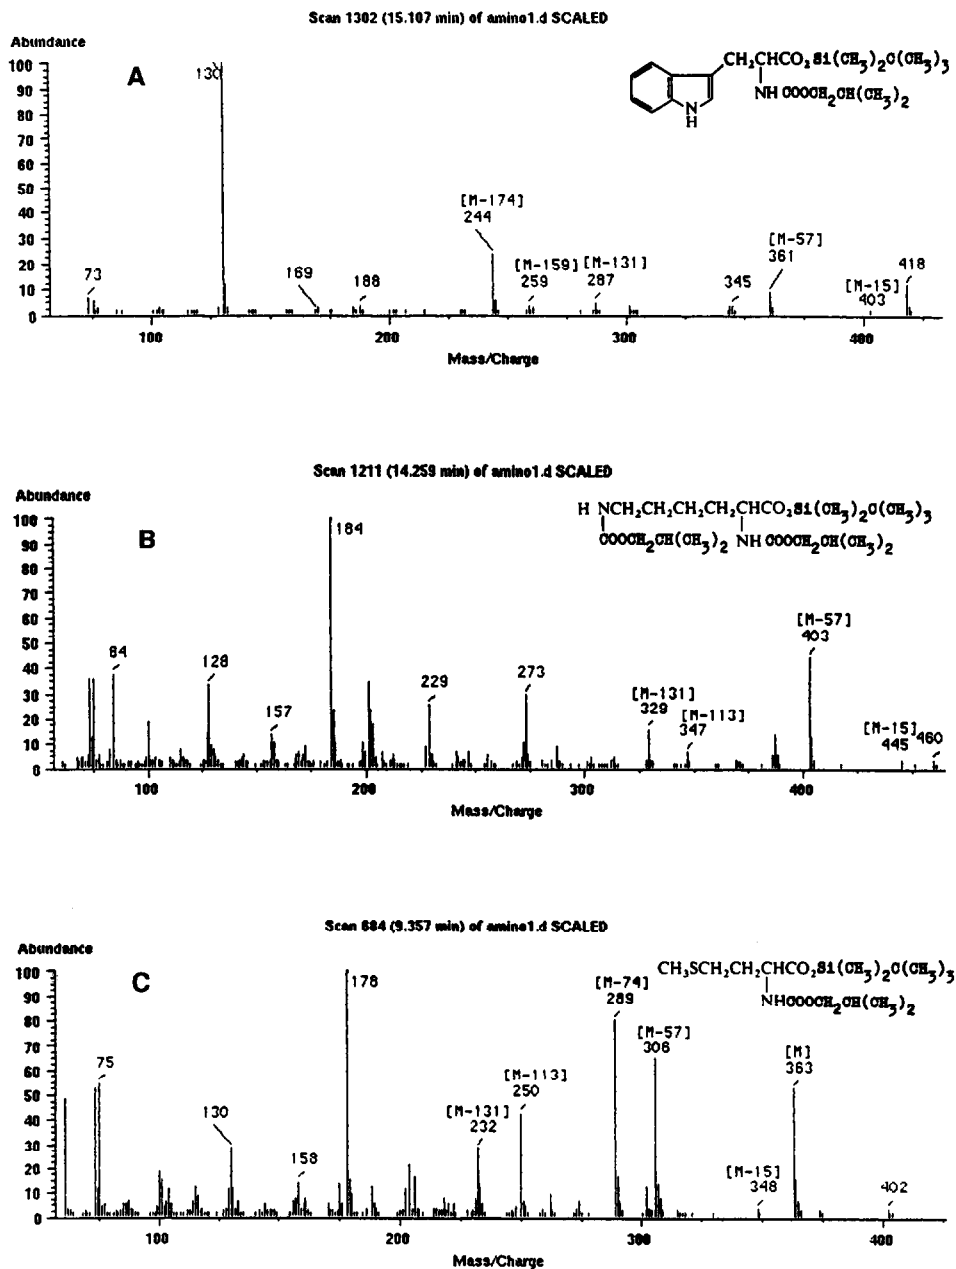 Scan 1302 (15.107 min) of amino1.d SCALED
Abundance
A
CH₂CHCO₂Si(CH₃)₂C(CH₃)₃
NHCOOCH₂CH(CH₃)₂
N
H
100
90
80
70
60
50
40
30
20
10
0
130
[M-174]
244
[M-159]
259
[M-131]
287
[M-57]
361
[M-15]
403
418
73
169
188
345
100
200
300
400
Mass/Charge
Scan 1211 (14.259 min) of amino1.d SCALED
Abundance
B
H NCH₂CH₂CH₂CH₂CHCO₂Si(CH₃)₂C(CH₃)₃
COOCH₂CH(CH₃)₂ NHCOOCH₂CH(CH₃)₂
100
90
80
70
60
50
40
30
20
10
0
184
84
128
157
229
273
[M-131]
329
[M-113]
347
[M-57]
403
[M-15]
445
460
100
200
300
400
Mass/Charge
Scan 684 (9.357 min) of amino1.d SCALED
Abundance
C
CH₃SCH₂CH₂CHCO₂Si(CH₃)₂C(CH₃)₃
NHCOOCH₂CH(CH₃)₂
100
90
80
70
60
50
40
30
20
10
0
178
75
130
158
[M-131]
232
[M-113]
250
[M-74]
289
[M-57]
306
[M-15]
348
[M]
363
402
100
200
300
400
Mass/Charge